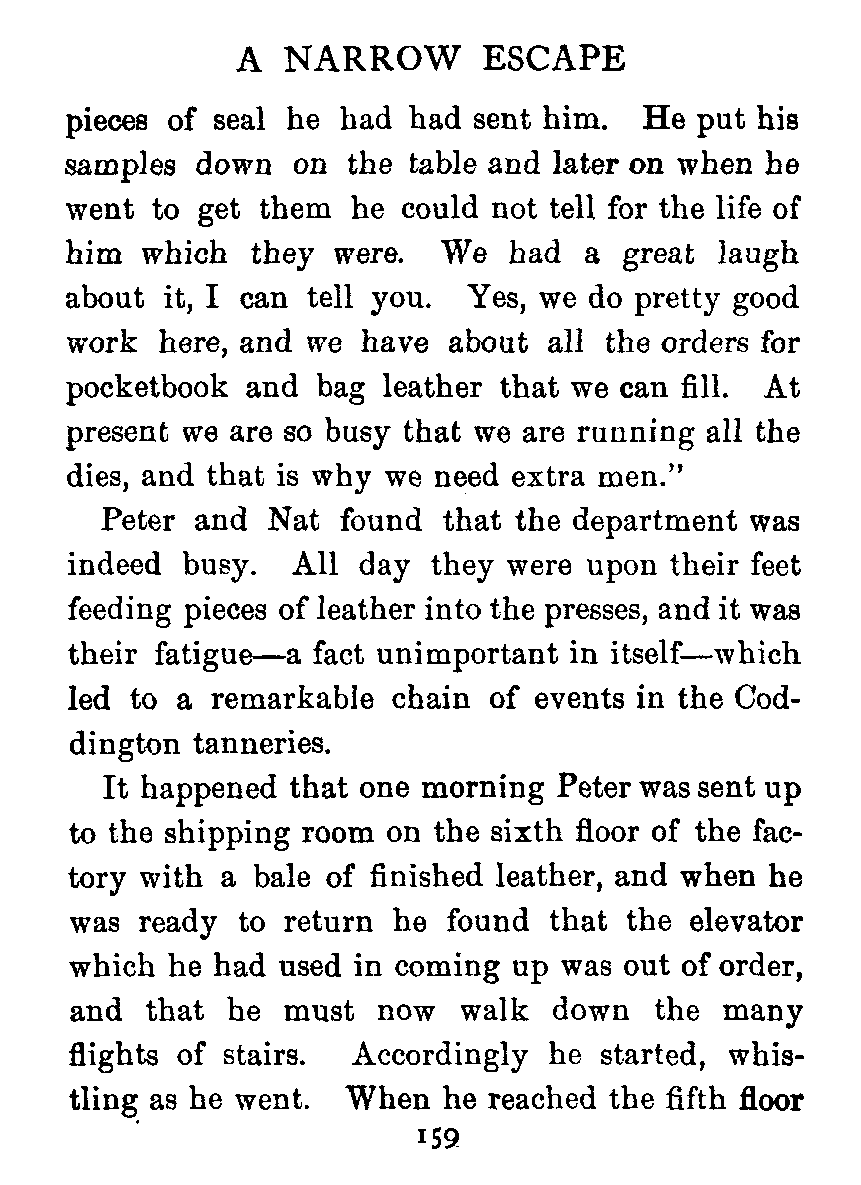 A NARROW ESCAPE
pieces of seal he had had sent him. He put his
samples down on the table and later on when he
went to get them he could not tell for the life of
him which they were. We had a great laugh
about it, I can tell you. Yes, we do pretty good
work here, and we have about all the orders for
pocketbook and bag leather that we can fill. At
present we are so busy that we are running all the
dies, and that is why we need extra men."
Peter and Nat found that the department was
indeed busy. All day they were upon their feet
feeding pieces of leather into the presses, and it was
their fatigue—a fact unimportant in itself—which
led to a remarkable chain of events in the Cod-
dington tanneries.
It happened that one morning Peter was sent up
to the shipping room on the sixth floor of the fac-
tory with a bale of finished leather, and when he
was ready to return he found that the elevator
which he had used in coming up was out of order,
and that he must now walk down the many
flights of stairs. Accordingly he started, whis-
tling as he went. When he reached the fifth floor
159